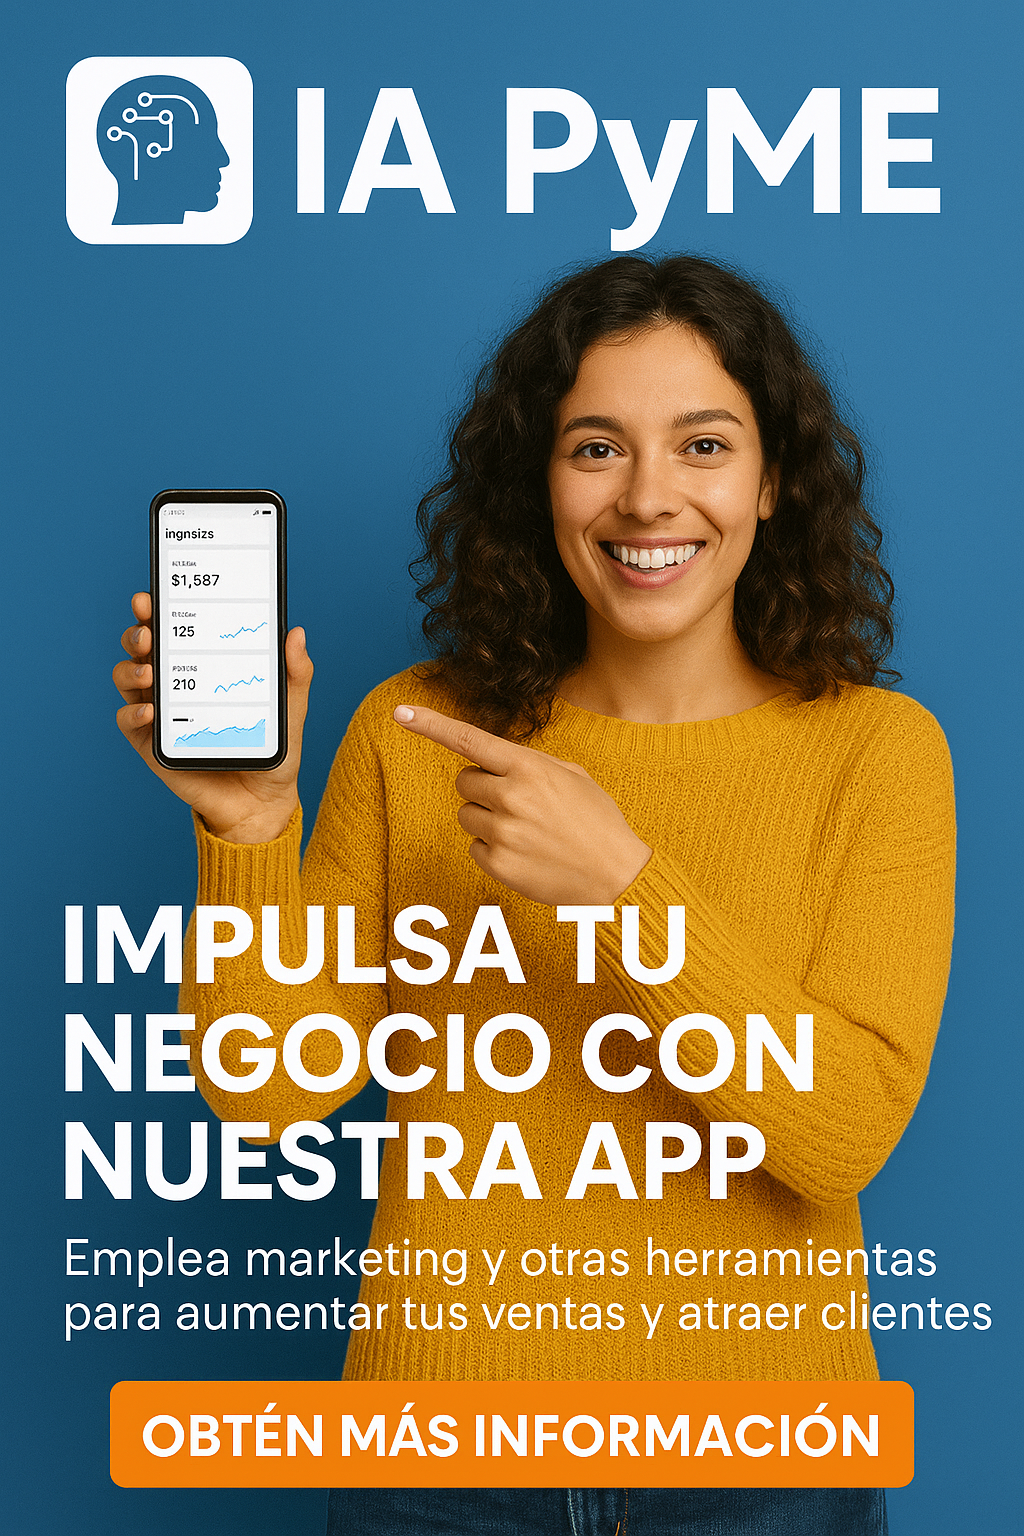 IA PyME
ingnsizs
$1,587
125
210
IMPULSA TU
NEGOCIO CON
NUESTRA APP
Emplea marketing y otras herramientas
para aumentar tus ventas y atraer clientes
OBTÉN MÁS INFORMACIÓN